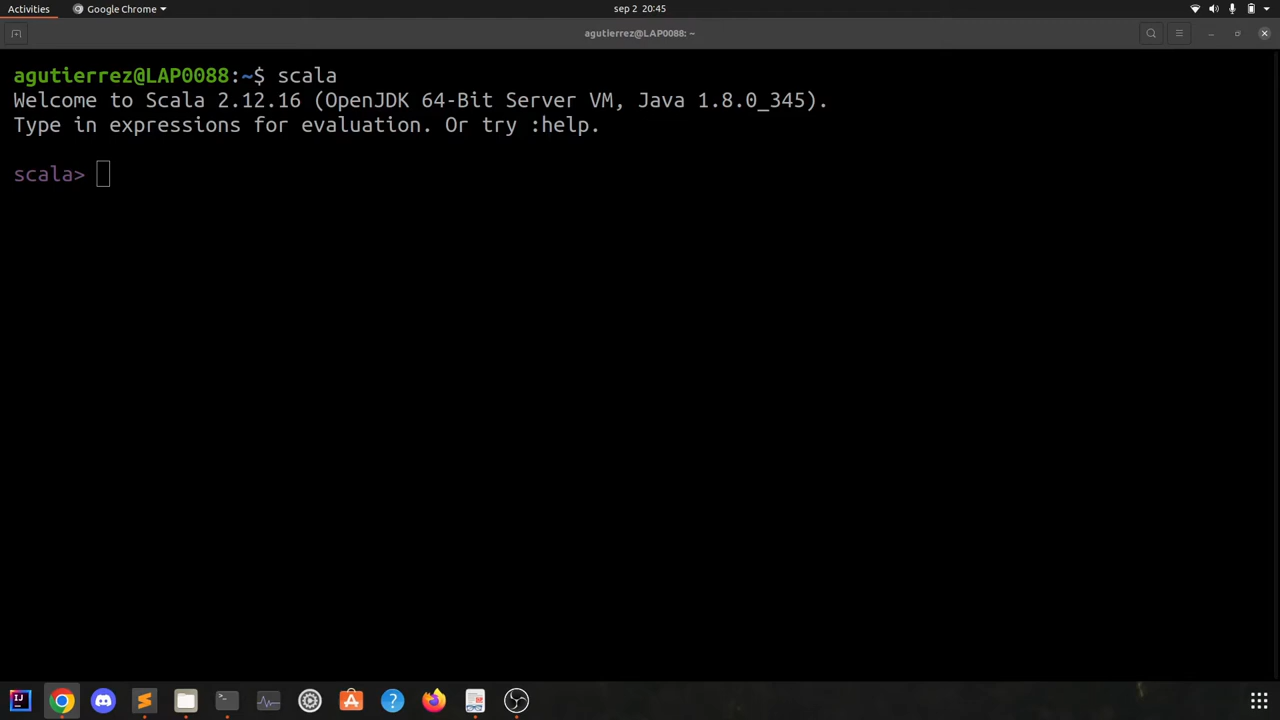 Activities
Google Chrome
sep 2 20:45
agutierrez@LAP0088: ~
agutierrez@LAP0088:~$ scala
Welcome to Scala 2.12.16 (OpenJDK 64-Bit Server VM, Java 1.8.0_345).
Type in expressions for evaluation. Or try :help.
scala>